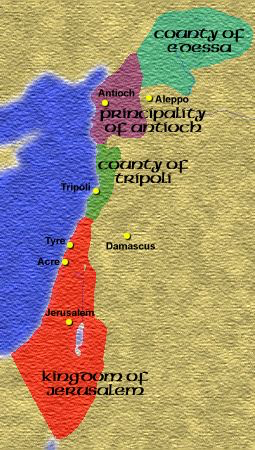 county of
edessa
Antioch
Aleppo
principality
of antioch
county of
tripoli
Tripoli
Tyre
Damascus
Acre
Jerusalem
kingdom of
jerusalem